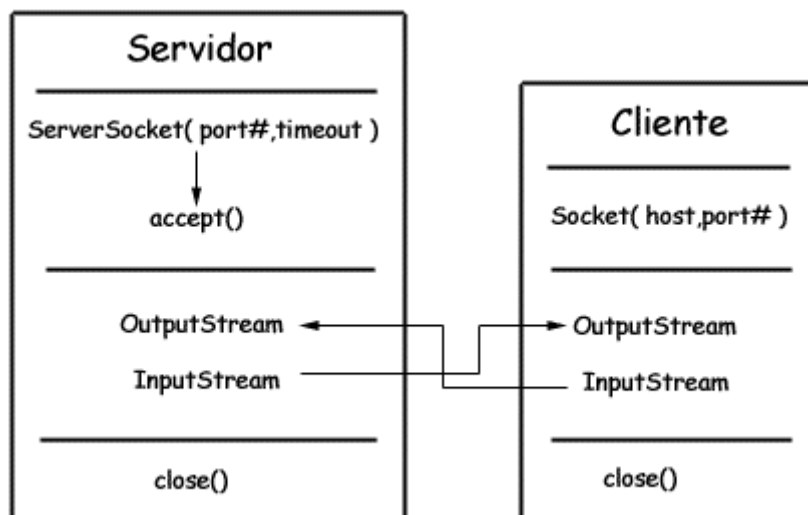 Servidor
ServerSocket( port#,timeout )
accept()
OutputStream
InputStream
close()
Cliente
Socket( host,port# )
OutputStream
InputStream
close()